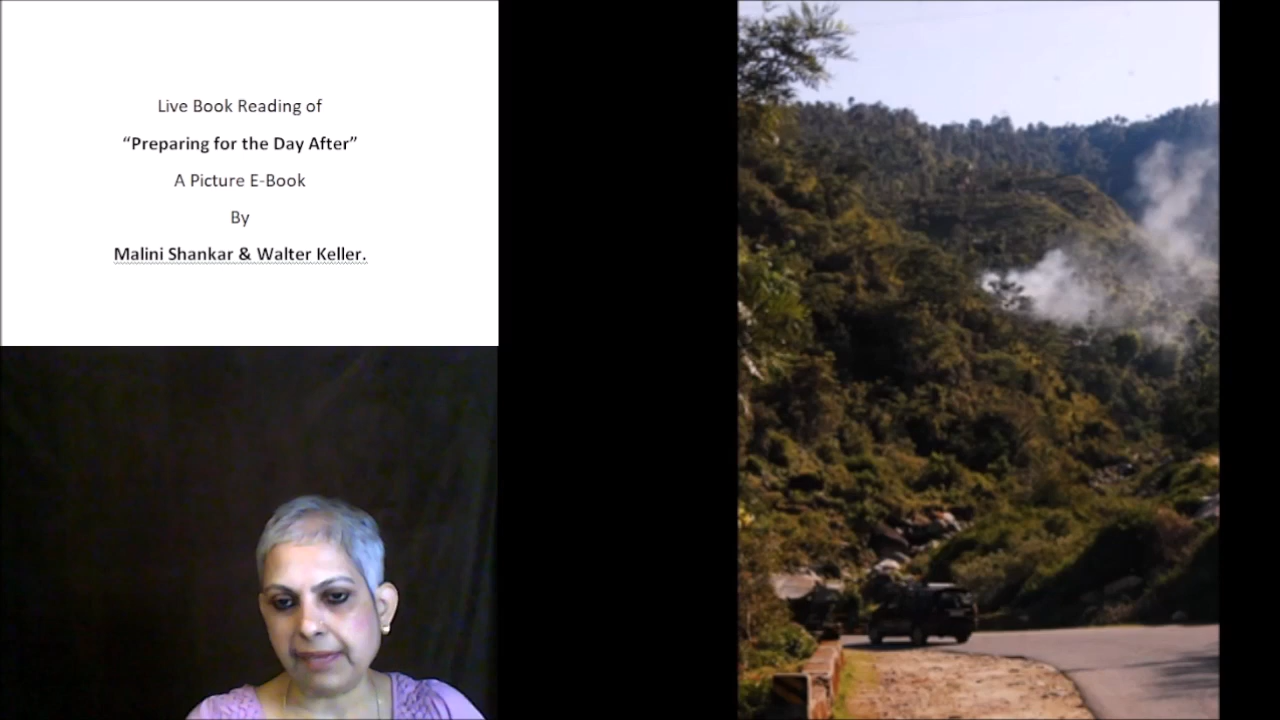 Live Book Reading of
“Preparing for the Day After”
A Picture E-Book
By
Malini Shankar & Walter Keller.